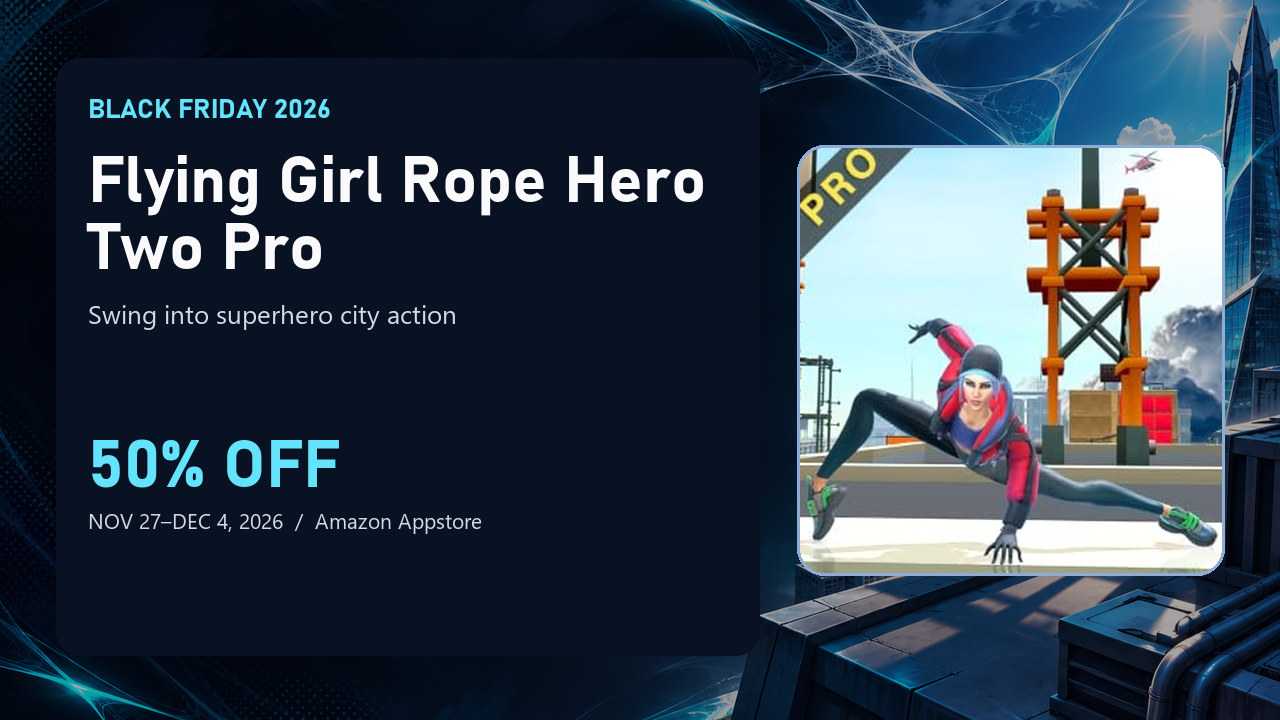 BLACK FRIDAY 2026
Flying Girl Rope Hero
Two Pro
Swing into superhero city action
50% OFF
NOV 27–DEC 4, 2026 / Amazon Appstore
PRO